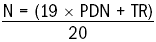 N = (19 × PDN + TR)
20